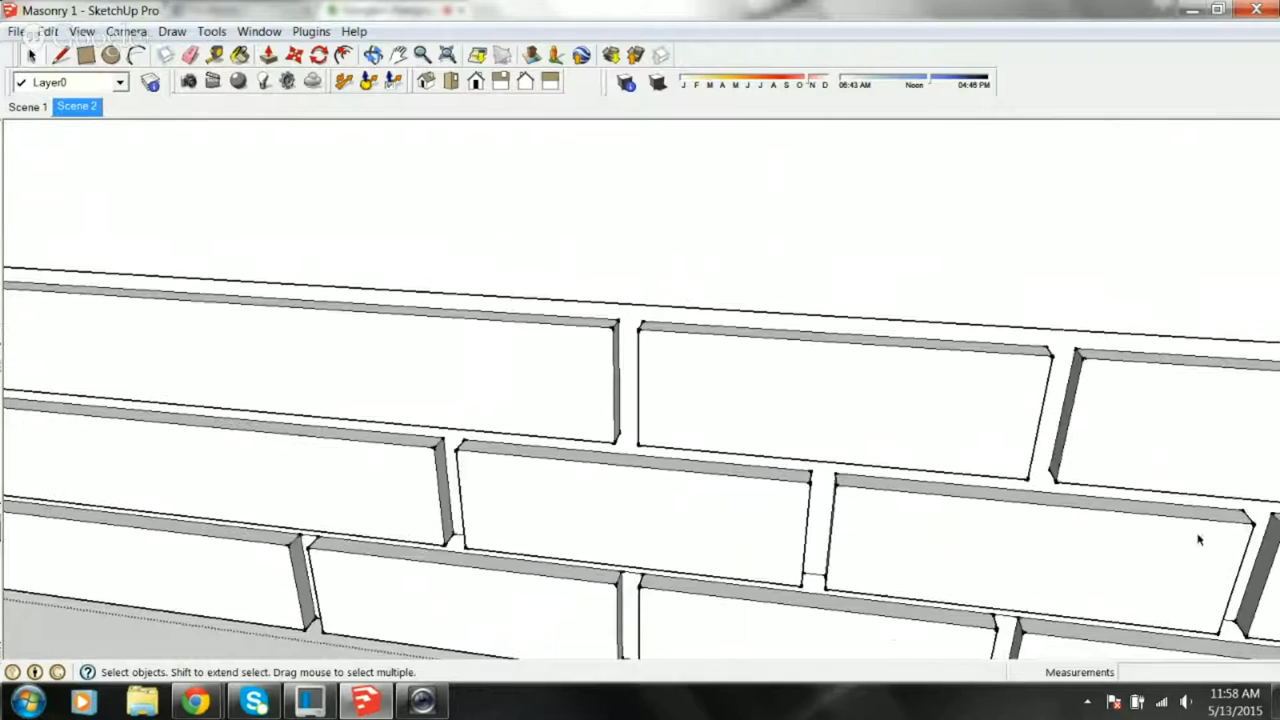 Masonry 1 - SketchUp Pro
File Edit View Camera Draw Tools Window Plugins Help
Layer0
J F M A M J J A S O N D 06:43 AM Noon 04:46 PM
Scene 1 Scene 2
Select objects. Shift to extend select. Drag mouse to select multiple. Measurements
11:58 AM
5/13/2015